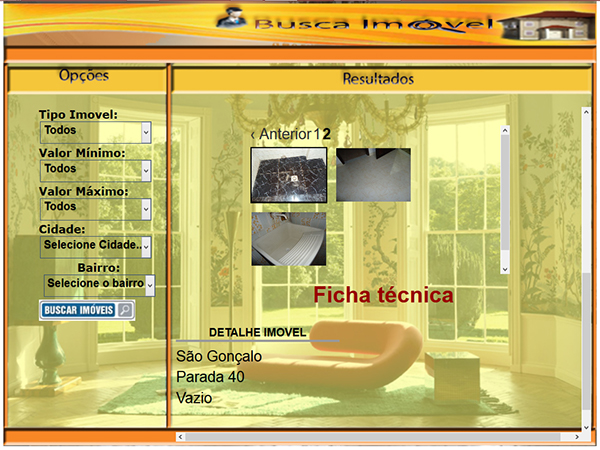 Busca Imovel
Opções
Resultados
Tipo Imovel:
Todos
Valor Mínimo:
Todos
Valor Máximo:
Todos
Cidade:
Selecione Cidade..
Bairro:
Selecione o bairro
BUSCAR IMÓVEIS
‹ Anterior 1 2
Ficha técnica
DETALHE IMOVEL
São Gonçalo
Parada 40
Vazio